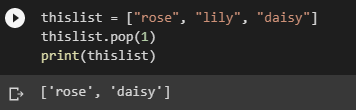 thislist = ["rose", "lily", "daisy"]
thislist.pop(1)
print(thislist)
['rose', 'daisy']